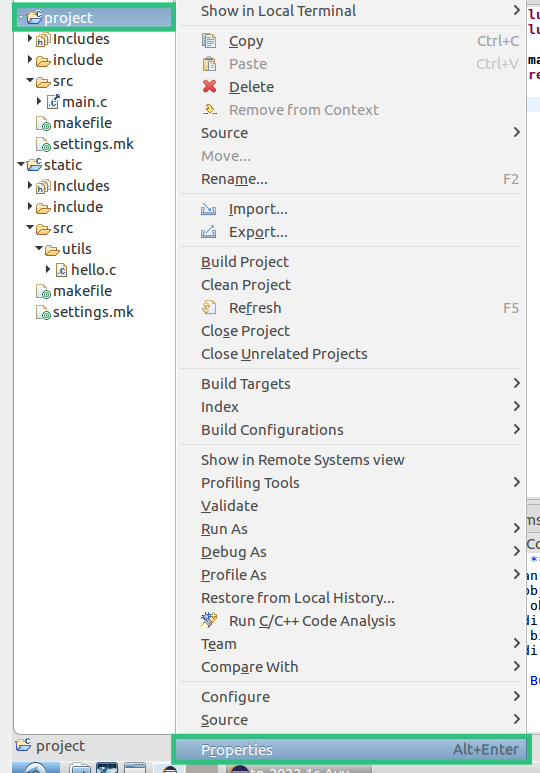 project
Includes
include
src
main.c
makefile
settings.mk
static
Includes
include
src
utils
hello.c
makefile
settings.mk
project
Show in Local Terminal
Copy Ctrl+C
Paste Ctrl+V
Delete
Remove from Context
Source
Move...
Rename... F2
Import...
Export...
Build Project
Clean Project
Refresh F5
Close Project
Close Unrelated Projects
Build Targets
Index
Build Configurations
Show in Remote Systems view
Profiling Tools
Validate
Run As
Debug As
Profile As
Restore from Local History...
Run C/C++ Code Analysis
Team
Compare With
Configure
Source
Properties Alt+Enter